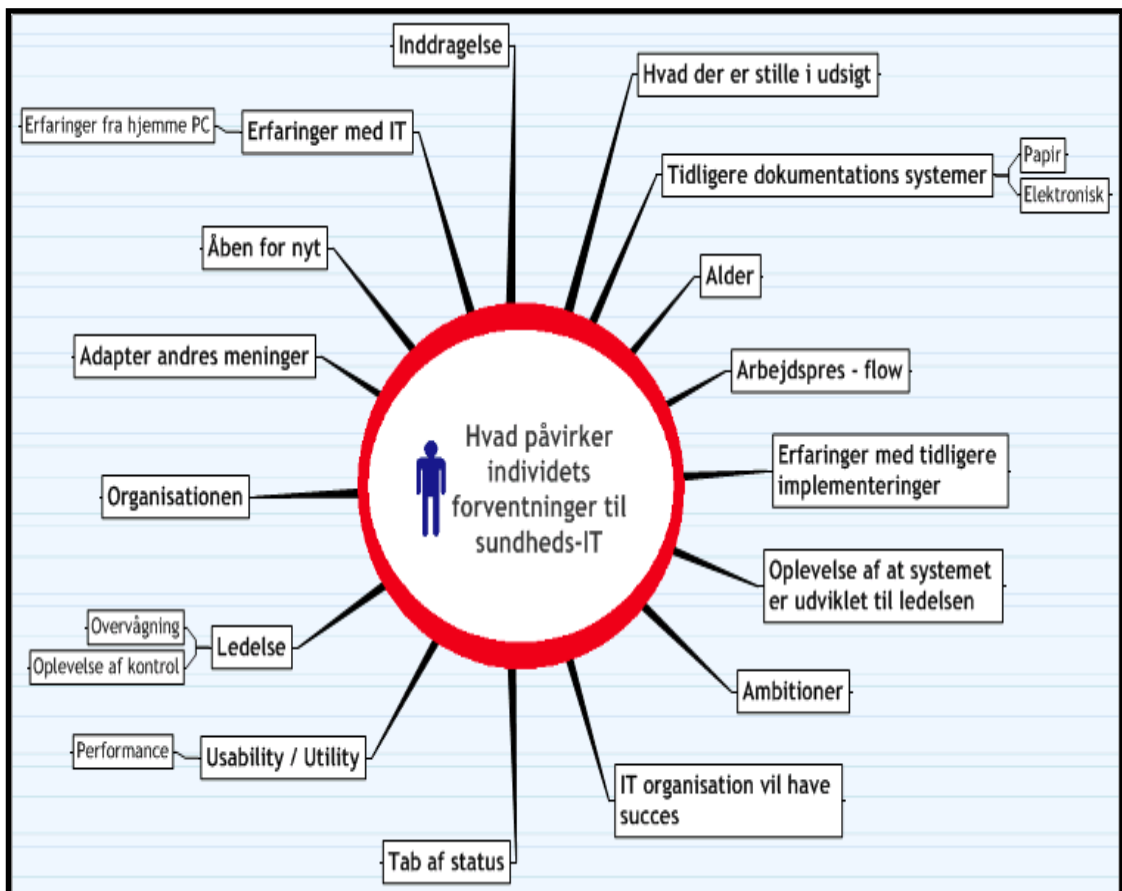 Inddragelse
Hvad der er stille i udsigt
Erfaringer fra hjemme PC
Erfaringer med IT
Tidligere dokumentations systemer
Papir
Elektronisk
Åben for nyt
Alder
Adapter andres meninger
Arbejdspres - flow
Hvad påvirker
individets
forventninger til
sundheds-IT
Erfaringer med tidligere
implementeringer
Organisationen
Oplevelse af at systemet
er udviklet til ledelsen
Overvågning
Oplevelse af kontrol
Ledelse
Ambitioner
Performance
Usability / Utility
IT organisation vil have
succes
Tab af status